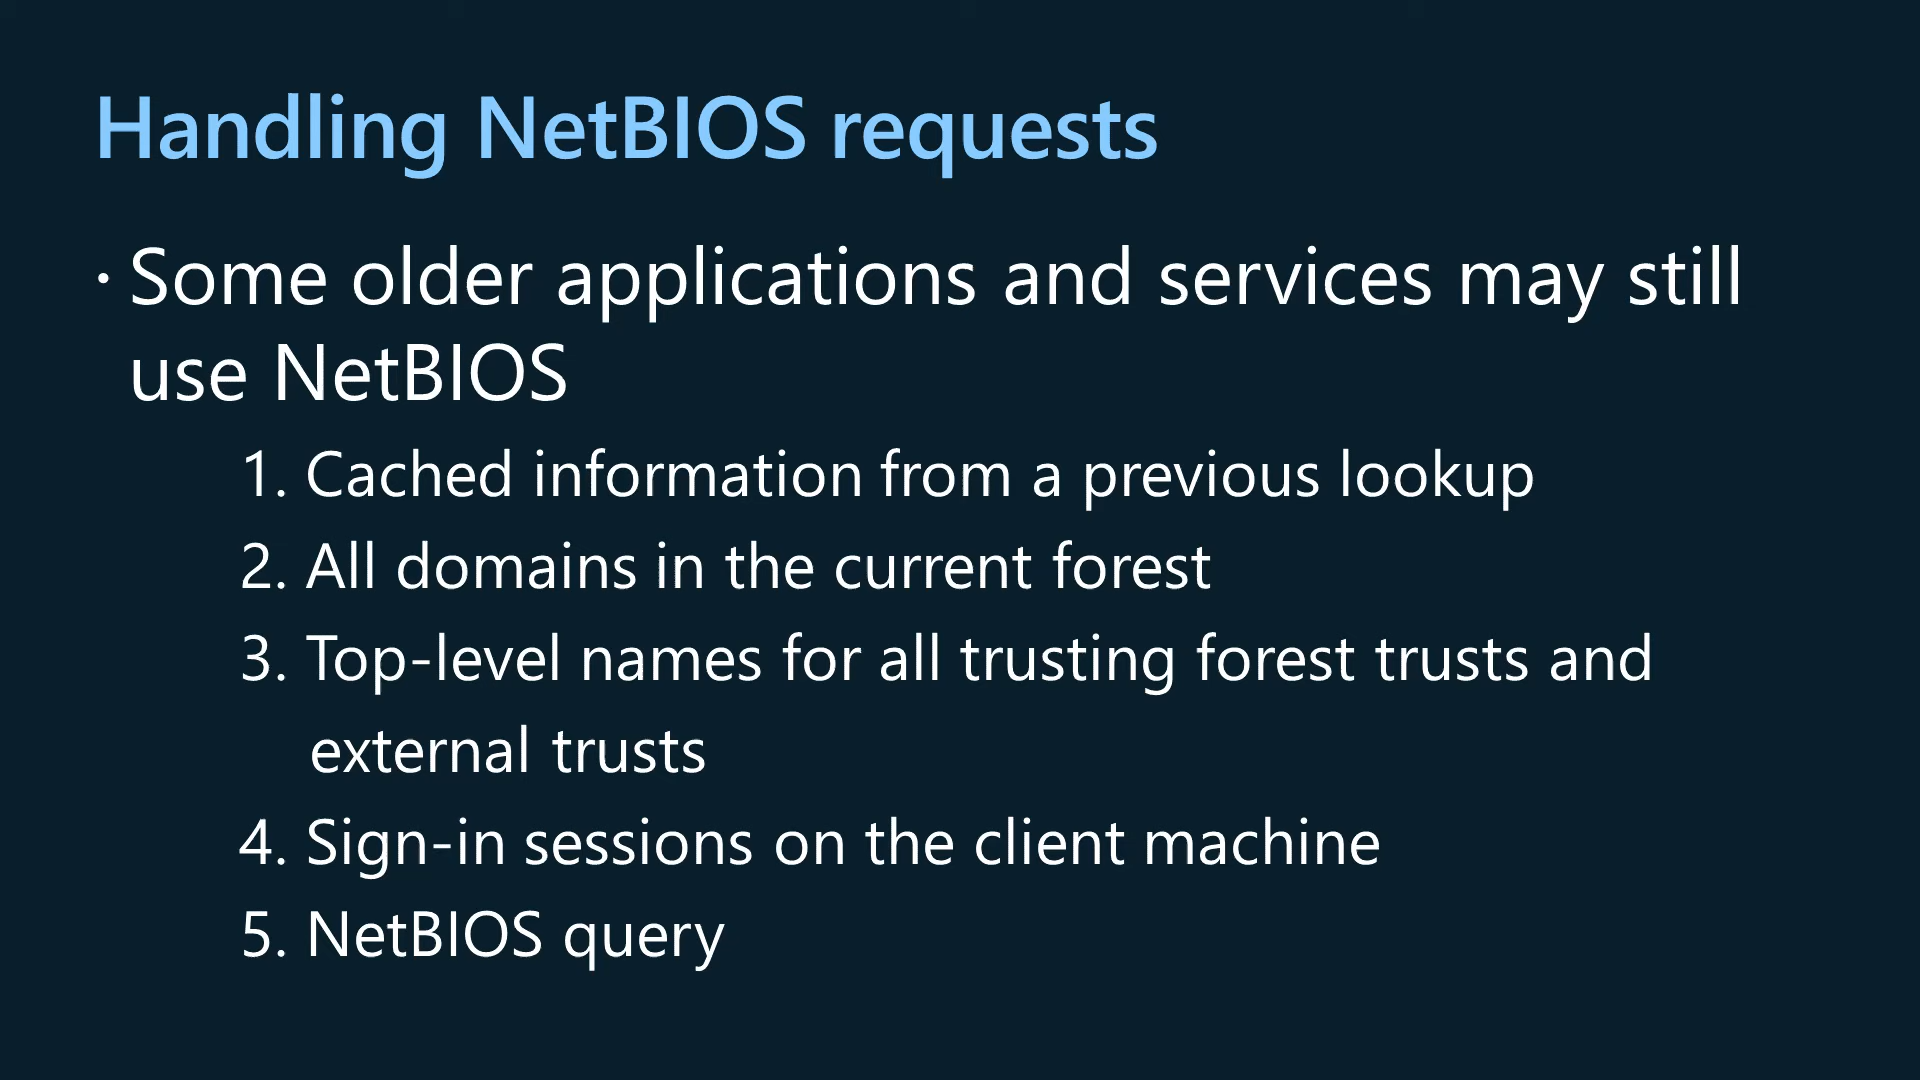 Handling NetBIOS requests
· Some older applications and services may still
use NetBIOS
1. Cached information from a previous lookup
2. All domains in the current forest
3. Top-level names for all trusting forest trusts and
external trusts
4. Sign-in sessions on the client machine
5. NetBIOS query